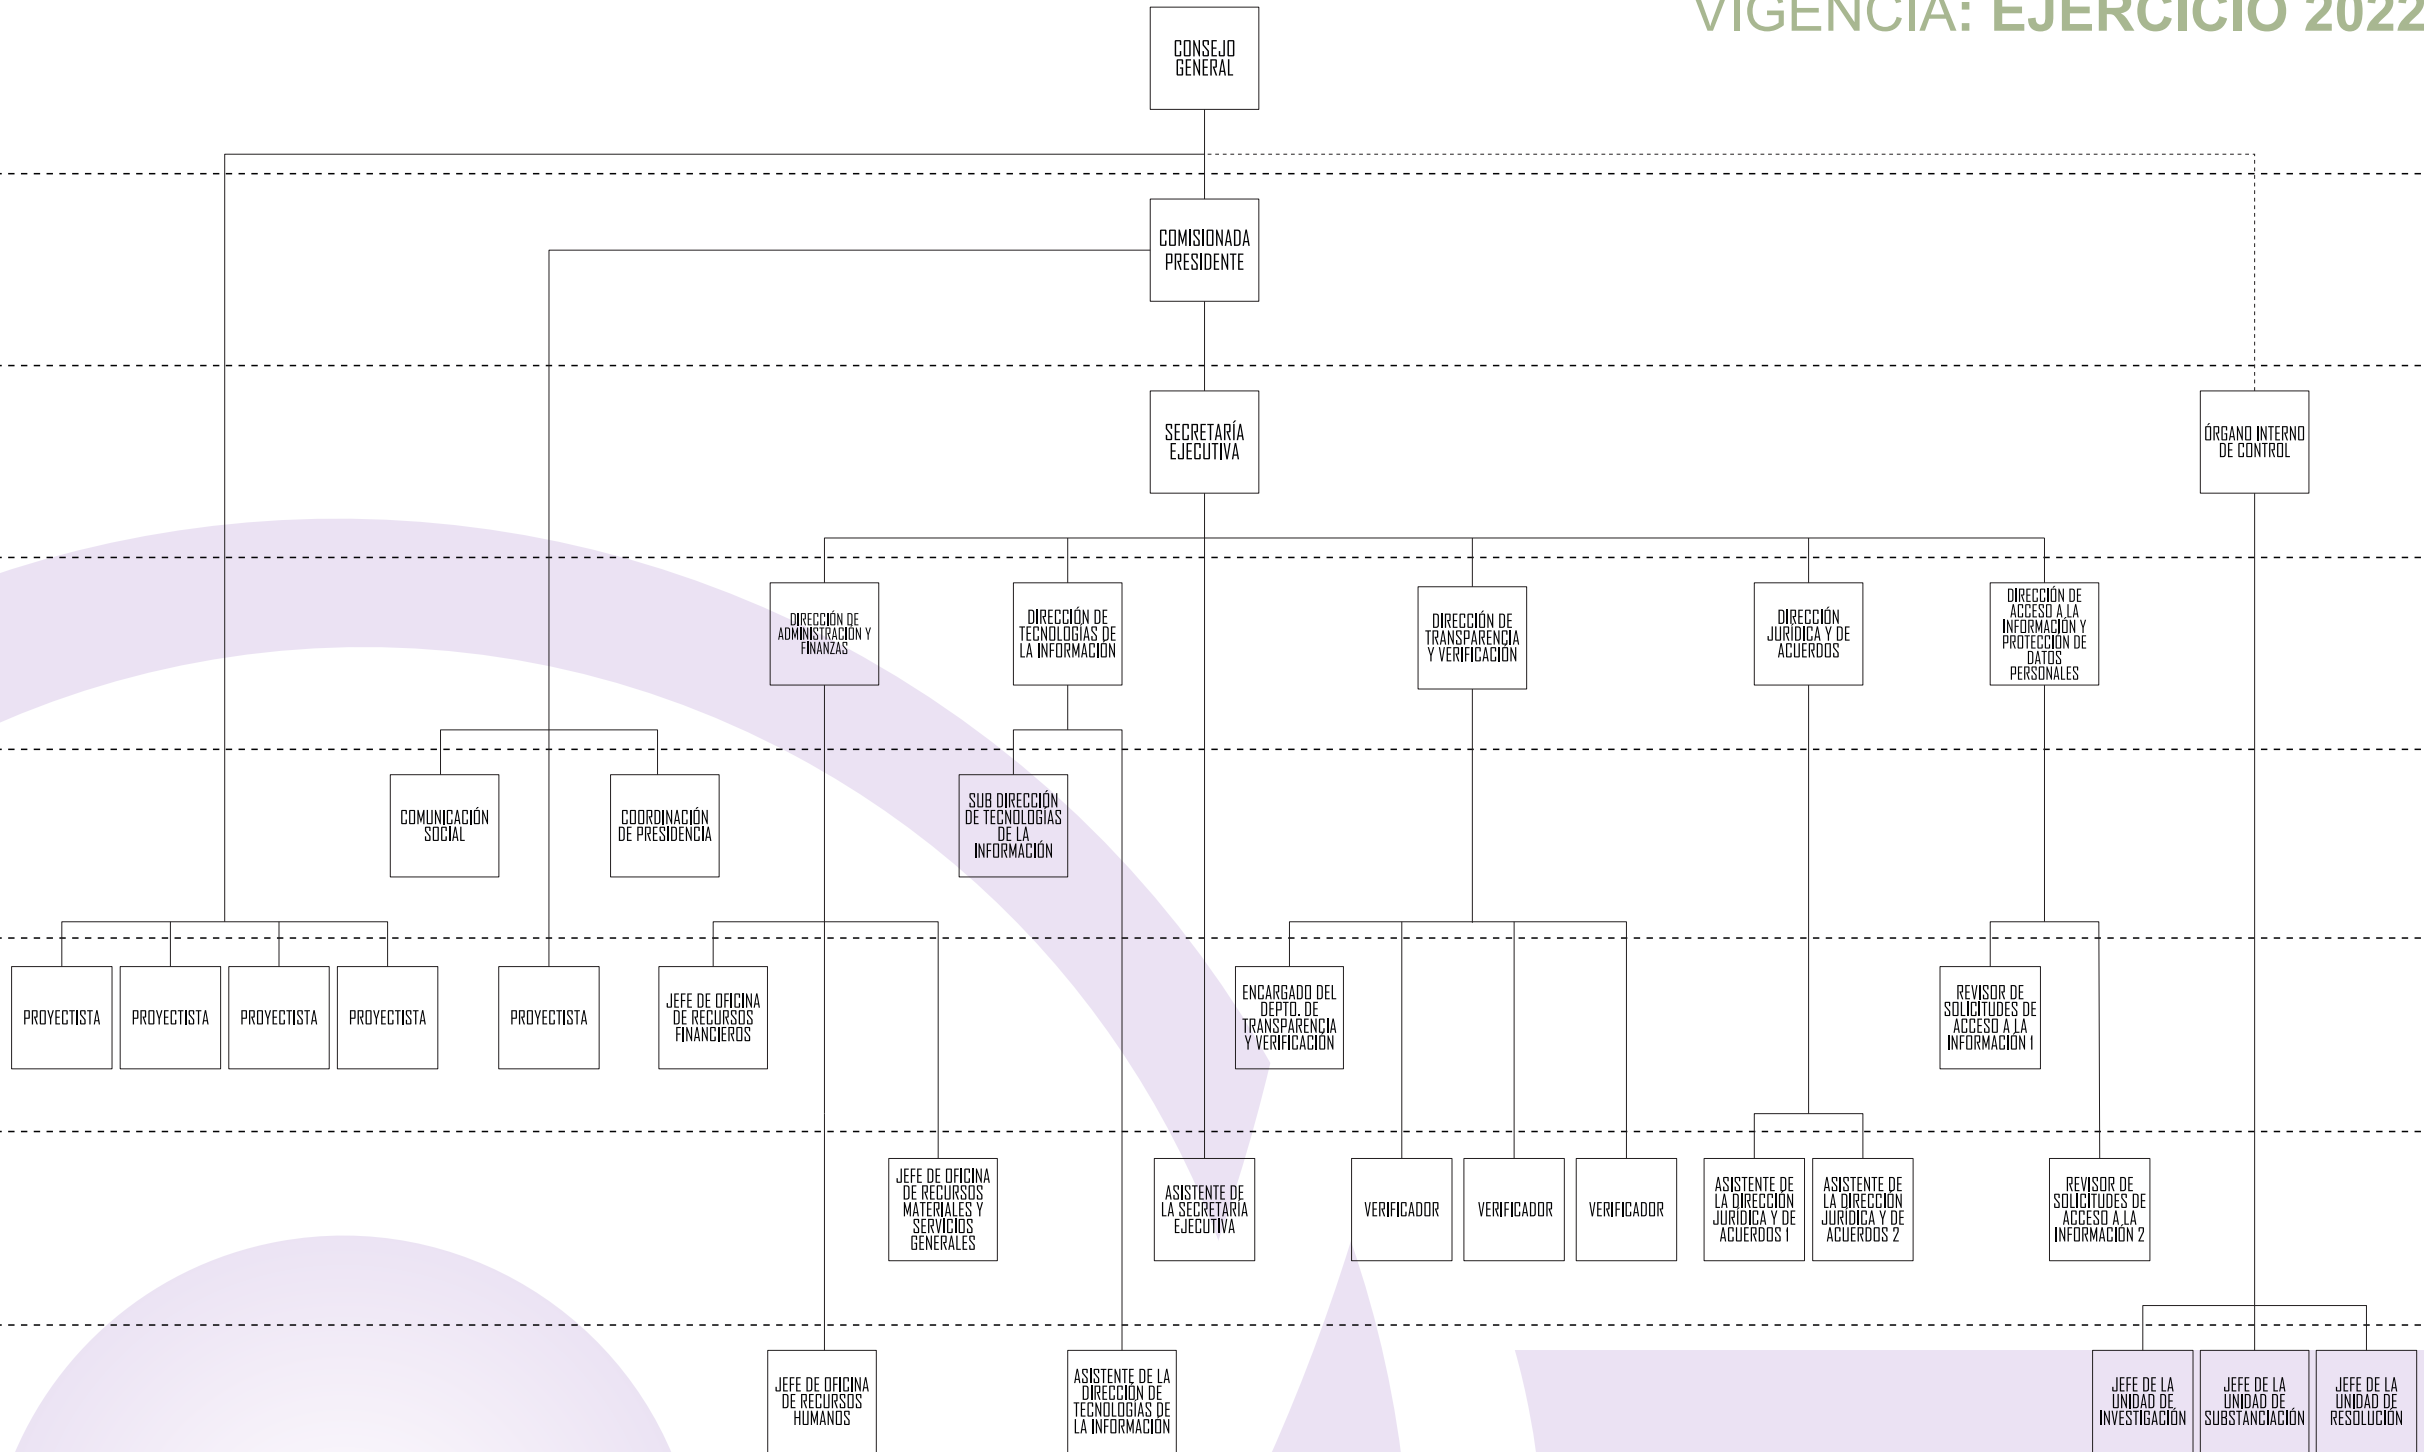 VIGENCIA: EJERCICIO 2022
CONSEJO
GENERAL
COMISIONADA
PRESIDENTE
SECRETARÍA
EJECUTIVA
ÓRGANO INTERNO
DE CONTROL
DIRECCIÓN DE
ADMINISTRACIÓN Y
FINANZAS
DIRECCIÓN DE
TECNOLOGÍAS DE
LA INFORMACIÓN
DIRECCIÓN DE
TRANSPARENCIA
Y VERIFICACIÓN
DIRECCIÓN
JURÍDICA Y DE
ACUERDOS
DIRECCIÓN DE
ACCESO A LA
INFORMACIÓN Y
PROTECCIÓN DE
DATOS
PERSONALES
COMUNICACIÓN
SOCIAL
COORDINACIÓN
DE PRESIDENCIA
SUB DIRECCIÓN
DE TECNOLOGÍAS
DE LA
INFORMACIÓN
PROYECTISTA
PROYECTISTA
PROYECTISTA
PROYECTISTA
PROYECTISTA
JEFE DE OFICINA
DE RECURSOS
FINANCIEROS
ENCARGADO DEL
DEPTO. DE
TRANSPARENCIA
Y VERIFICACIÓN
REVISOR DE
SOLICITUDES DE
ACCESO A LA
INFORMACIÓN 1
JEFE DE OFICINA
DE RECURSOS
MATERIALES Y
SERVICIOS
GENERALES
ASISTENTE DE
LA SECRETARÍA
EJECUTIVA
VERIFICADOR
VERIFICADOR
VERIFICADOR
ASISTENTE DE
LA DIRECCIÓN
JURÍDICA Y DE
ACUERDOS 1
ASISTENTE DE
LA DIRECCIÓN
JURÍDICA Y DE
ACUERDOS 2
REVISOR DE
SOLICITUDES DE
ACCESO A LA
INFORMACIÓN 2
JEFE DE OFICINA
DE RECURSOS
HUMANOS
ASISTENTE DE LA
DIRECCIÓN DE
TECNOLOGÍAS DE
LA INFORMACIÓN
JEFE DE LA
UNIDAD DE
INVESTIGACIÓN
JEFE DE LA
UNIDAD DE
SUBSTANCIACIÓN
JEFE DE LA
UNIDAD DE
RESOLUCIÓN